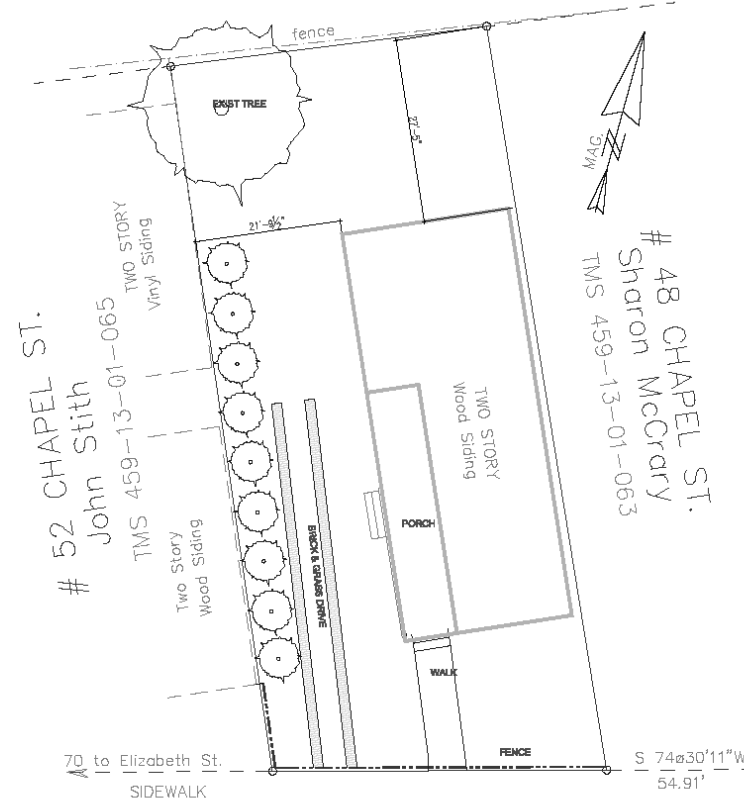 fence
EXIST TREE
27'-5"
MAG.
21'-9½"
TWO STORY
Vinyl Siding
# 52 CHAPEL ST.
John Stith
TMS 459-13-01-065
Two Story
Wood Siding
# 48 CHAPEL ST.
Sharon McCrary
TMS 459-13-01-063
TWO STORY
Wood Siding
PORCH
BRICK & GRASS DRIVE
WALK
FENCE
70 to Elizabeth St.
SIDEWALK
S 74ø30'11"W
54.91'